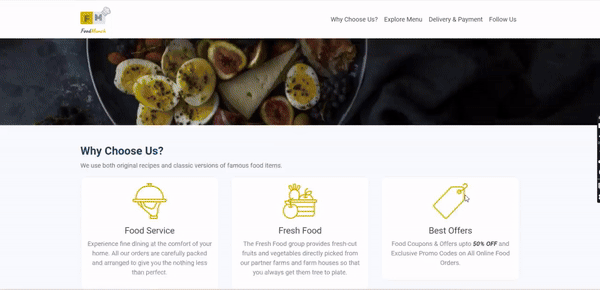 F M
FoodMunch
Why Choose Us? Explore Menu Delivery & Payment Follow Us
Why Choose Us?
We use both original recipes and classic versions of famous food items.
Food Service
Experience fine dining at the comfort of your
home. All our orders are carefully packed
and arranged to give you the nothing less
than perfect.
Fresh Food
The Fresh Food group provides fresh-cut
fruits and vegetables directly picked from
our partner farms and farm houses so that
you always get them tree to plate.
Best Offers
Food Coupons & Offers upto 50% OFF and
Exclusive Promo Codes on All Online Food
Orders.